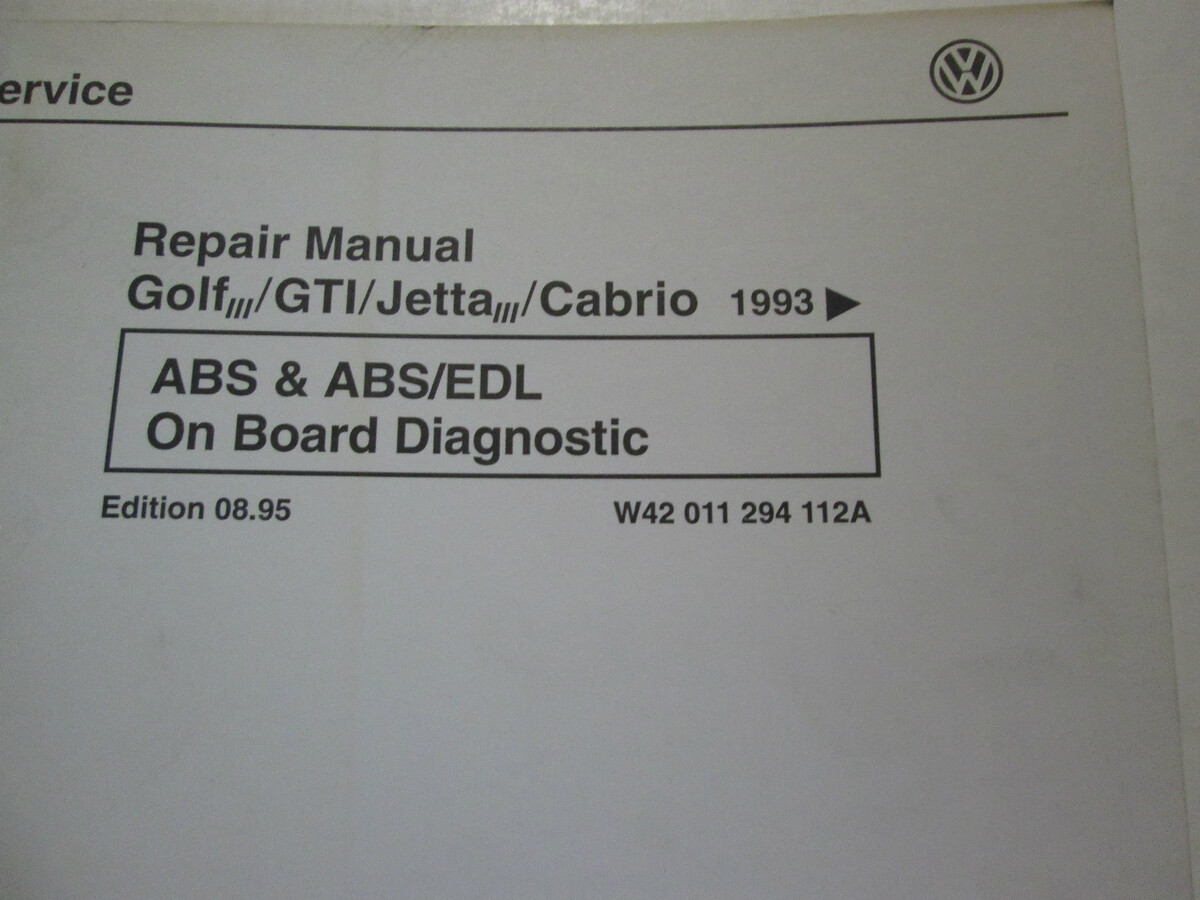 ervice
Repair Manual
Golf III/GTI/Jetta III/Cabrio 1993 ▶
ABS & ABS/EDL
On Board Diagnostic
Edition 08.95
W42 011 294 112A